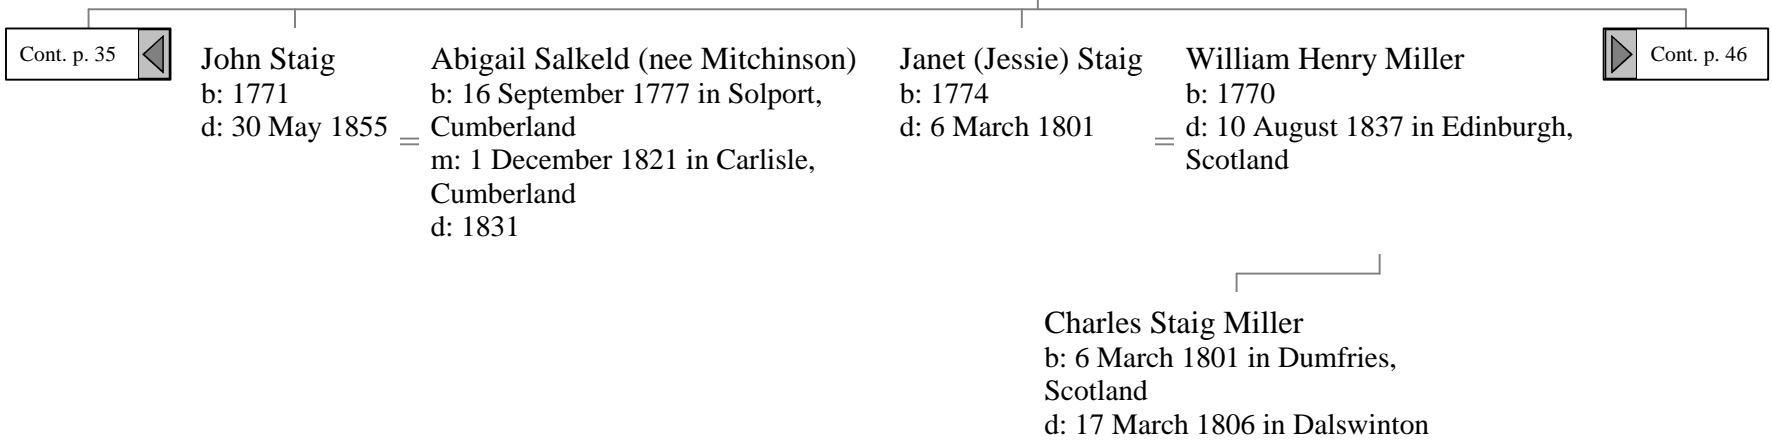 Cont. p. 35
John Staig
b: 1771
d: 30 May 1855
=
Abigail Salkeld (nee Mitchinson)
b: 16 September 1777 in Solport,
Cumberland
m: 1 December 1821 in Carlisle,
Cumberland
d: 1831
Janet (Jessie) Staig
b: 1774
d: 6 March 1801
=
William Henry Miller
b: 1770
d: 10 August 1837 in Edinburgh,
Scotland
Cont. p. 46
Charles Staig Miller
b: 6 March 1801 in Dumfries,
Scotland
d: 17 March 1806 in Dalswinton